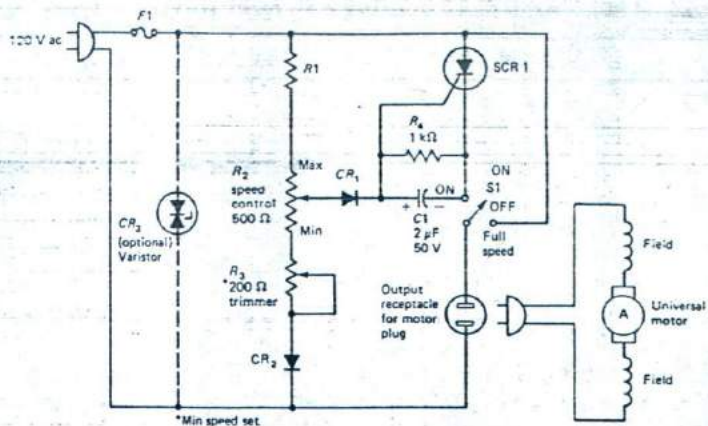 F1
120 V ac
R1
SCR 1
R4
1 kΩ
Max
R2
speed
control
500 Ω
CR1
ON
ON
S1
OFF
+
−
C1
2 μF
50 V
Full
speed
Min
CR3
(optional)
Varistor
R3
*200 Ω
trimmer
Output
receptacle
for motor
plug
Field
A
Universal
motor
Field
CR2
*Min speed set.